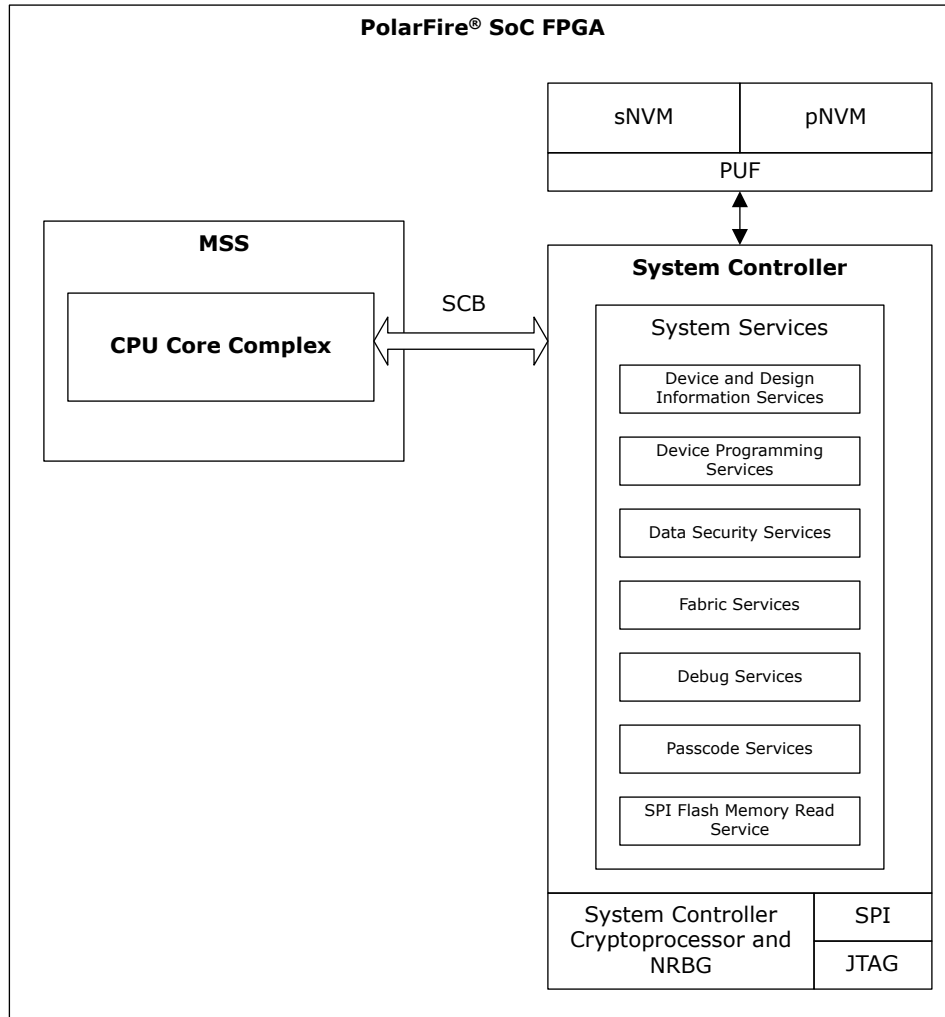 PolarFire® SoC FPGA
sNVM
pNVM
PUF
MSS
CPU Core Complex
SCB
System Controller
System Services
Device and Design
Information Services
Device Programming
Services
Data Security Services
Fabric Services
Debug Services
Passcode Services
SPI Flash Memory Read
Service
System Controller
Cryptoprocessor and
NRBG
SPI
JTAG